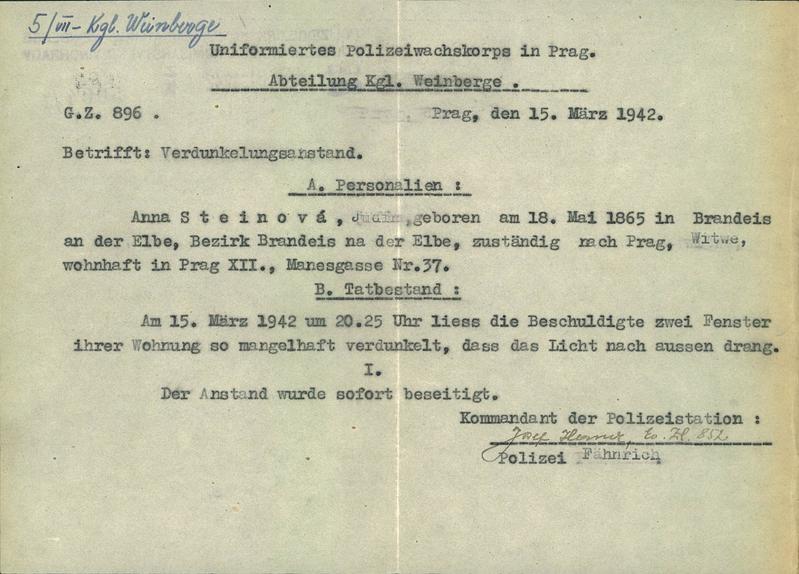 5/VII - Kgl. Weinberge
Uniformiertes Polizeiwachskorps in Prag.
Abteilung Kgl. Weinberge .
G.Z. 896 .
Prag, den 15. März 1942.
Betrifft: Verdunkelungsanstand.
A. Personalien :
Anna S t e i n o v á , Jüdin, geboren am 18. Mai 1865 in Brandeis
an der Elbe, Bezirk Brandeis na der Elbe, zuständig nach Prag, Witwe,
wohnhaft in Prag XII., Manesgasse Nr.37.
B. Tatbestand :
Am 15. März 1942 um 20.25 Uhr liess die Beschuldigte zwei Fenster
ihrer Wohnung so mangelhaft verdunkelt, dass das Licht nach aussen drang.
I.
Der Anstand wurde sofort beseitigt.
Kommandant der Polizeistation :
Josef
Polizei Fähnrich